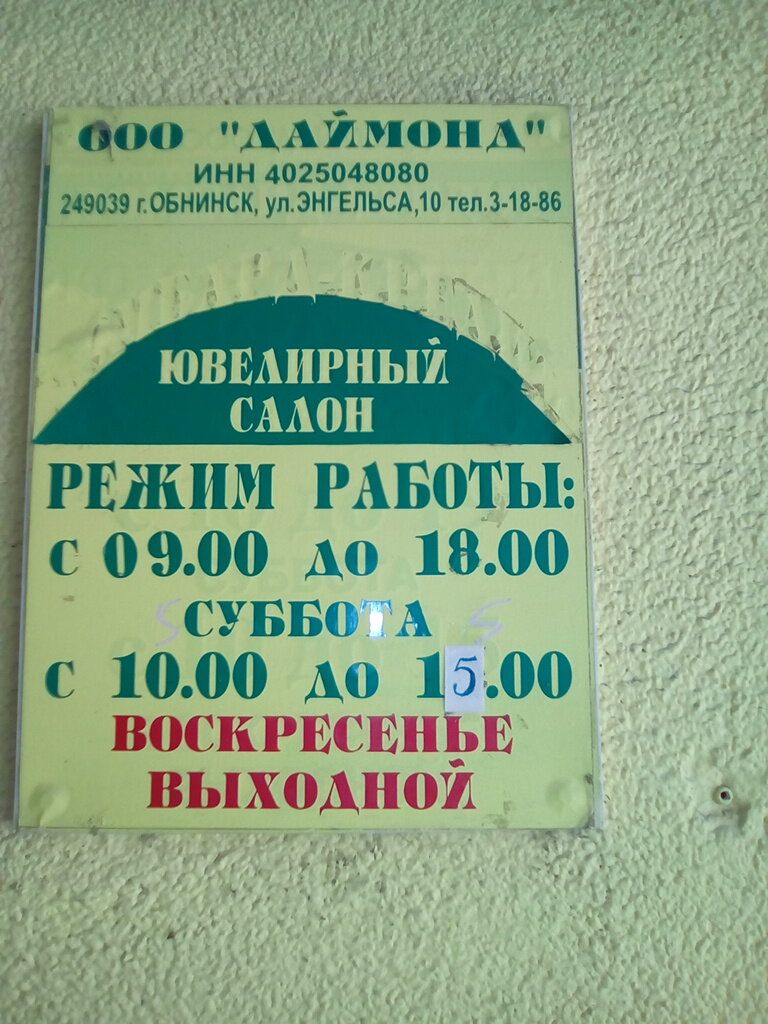 ООО "ДАЙМОНД"
ИНН 4025048080
249039 г.ОБНИНСК, ул.ЭНГЕЛЬСА,10 тел.3-18-86
ЮВЕЛИРНЫЙ
САЛОН
РЕЖИМ РАБОТЫ:
С 09.00 ДО 18.00
СУББОТА
С 10.00 ДО 15.00
ВОСКРЕСЕНЬЕ
ВЫХОДНОЙ